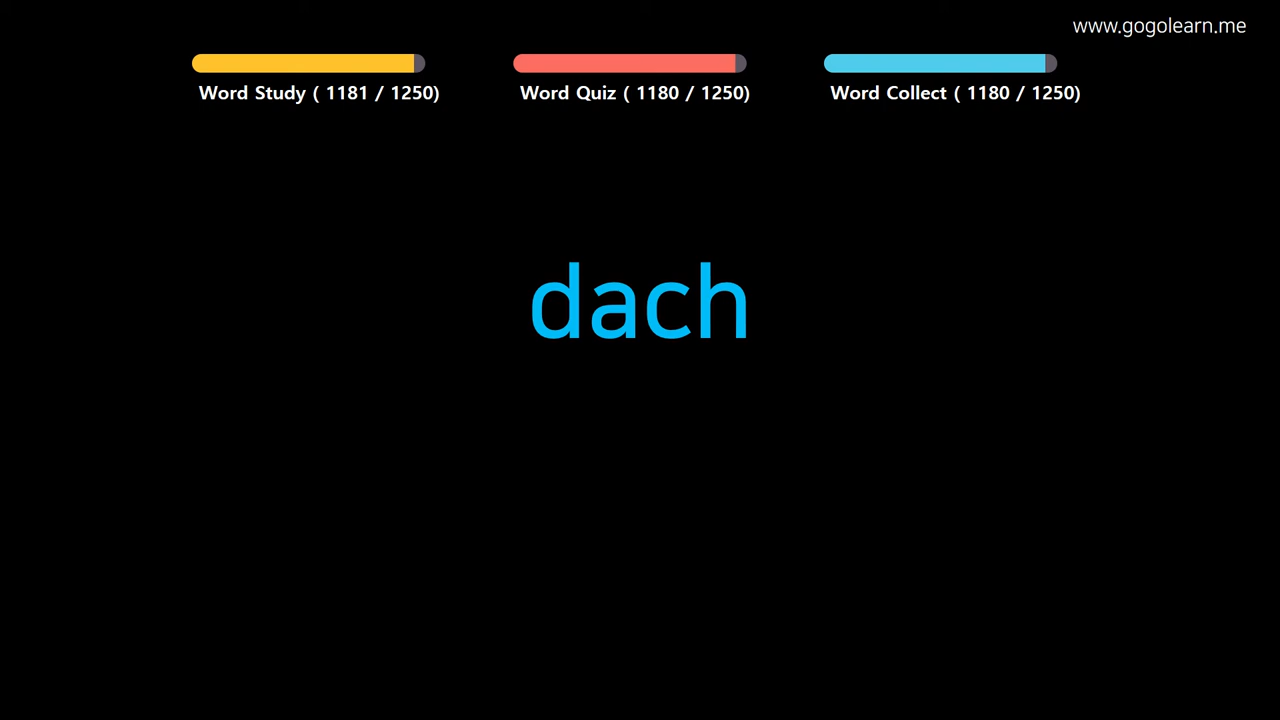 www.gogolearn.me
Word Study ( 1181 / 1250)
Word Quiz ( 1180 / 1250)
Word Collect ( 1180 / 1250)
dach